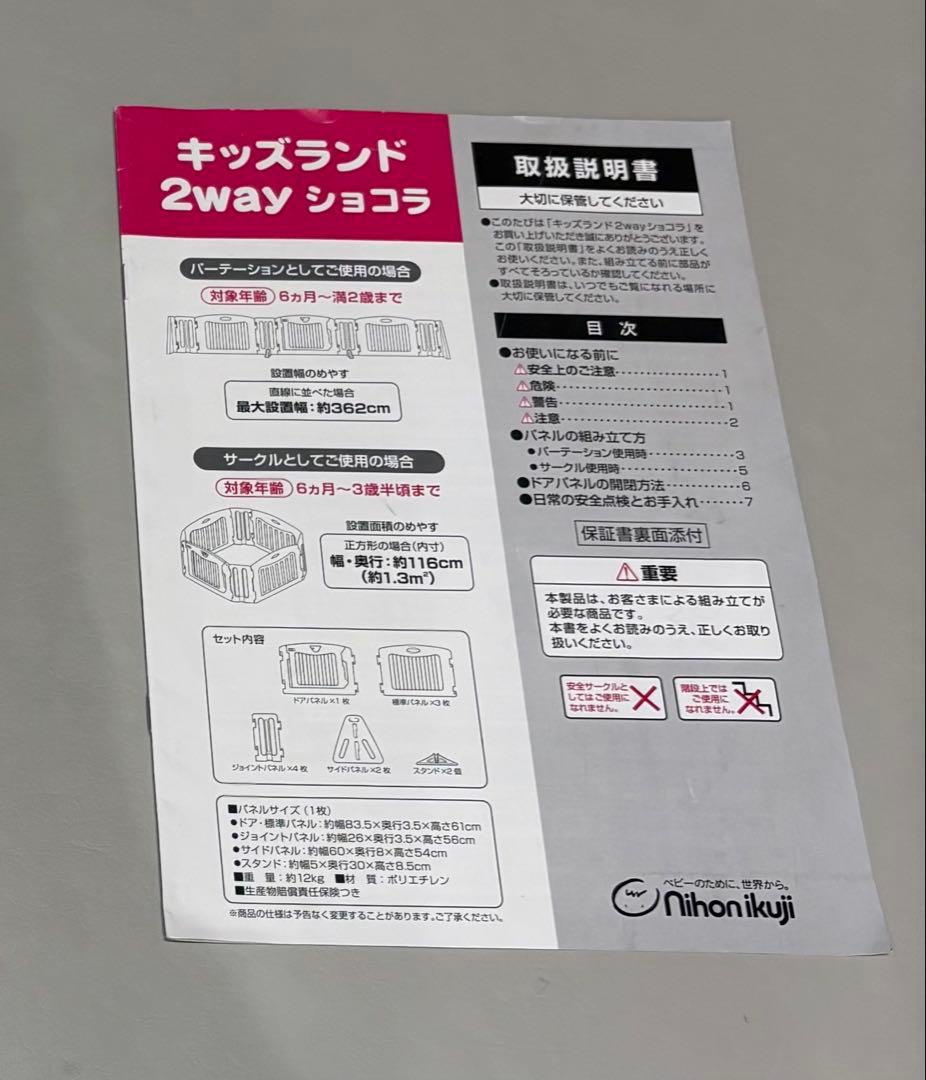 キッズランド
2way ショコラ
パーテーションとしてご使用の場合
対象年齢 6ヵ月～満2歳まで
設置幅のめやす
直線に並べた場合
最大設置幅：約362cm
サークルとしてご使用の場合
対象年齢 6ヵ月～3歳半頃まで
設置面積のめやす
正方形の場合(内寸)
幅・奥行：約116cm
(約1.3m²)
セット内容
ドアパネル×1枚
標準パネル×3枚
ジョイントパネル×4枚
サイドパネル×2枚
スタンド×2個
■パネルサイズ(1枚)
●ドア・標準パネル：約幅83.5×奥行3.5×高さ61cm
●ジョイントパネル：約幅26×奥行3.5×高さ56cm
●サイドパネル：約幅60×奥行8×高さ54cm
●スタンド：約幅5×奥行30×高さ8.5cm
■重 量：約12kg ■材 質：ポリエチレン
■生産物賠償責任保険つき
※商品の仕様は予告なく変更することがあります。ご了承ください。
取扱説明書
大切に保管してください
●このたびは「キッズランド2wayショコラ」を
お買い上げいただき誠にありがとうございます。
この「取扱説明書」をよくお読みのうえ正しく
お使いください。また、組み立てる前に部品が
すべてそろっているか確認してください。
●取扱説明書は、いつでもご覧になれる場所に
大切に保管してください。
目 次
●お使いになる前に
⚠安全上のご注意・・・・・・・・・・・・・・・・1
⚠危険・・・・・・・・・・・・・・・・・・・・・・・・1
⚠警告・・・・・・・・・・・・・・・・・・・・・・・・1
⚠注意・・・・・・・・・・・・・・・・・・・・・・・・2
●パネルの組み立て方
●パーテーション使用時・・・・・・・・・・・・3
●サークル使用時・・・・・・・・・・・・・・・・5
●ドアパネルの開閉方法・・・・・・・・・・・・6
●日常の安全点検とお手入れ・・・・・・・7
保証書裏面添付
⚠重要
本製品は、お客さまによる組み立てが
必要な商品です。
本書をよくお読みのうえ、正しくお取り
扱いください。
安全サークルと
してはご使用に
なれません。
階段上では
ご使用に
なれません。
ベビーのために、世界から。
Nihon ikuji